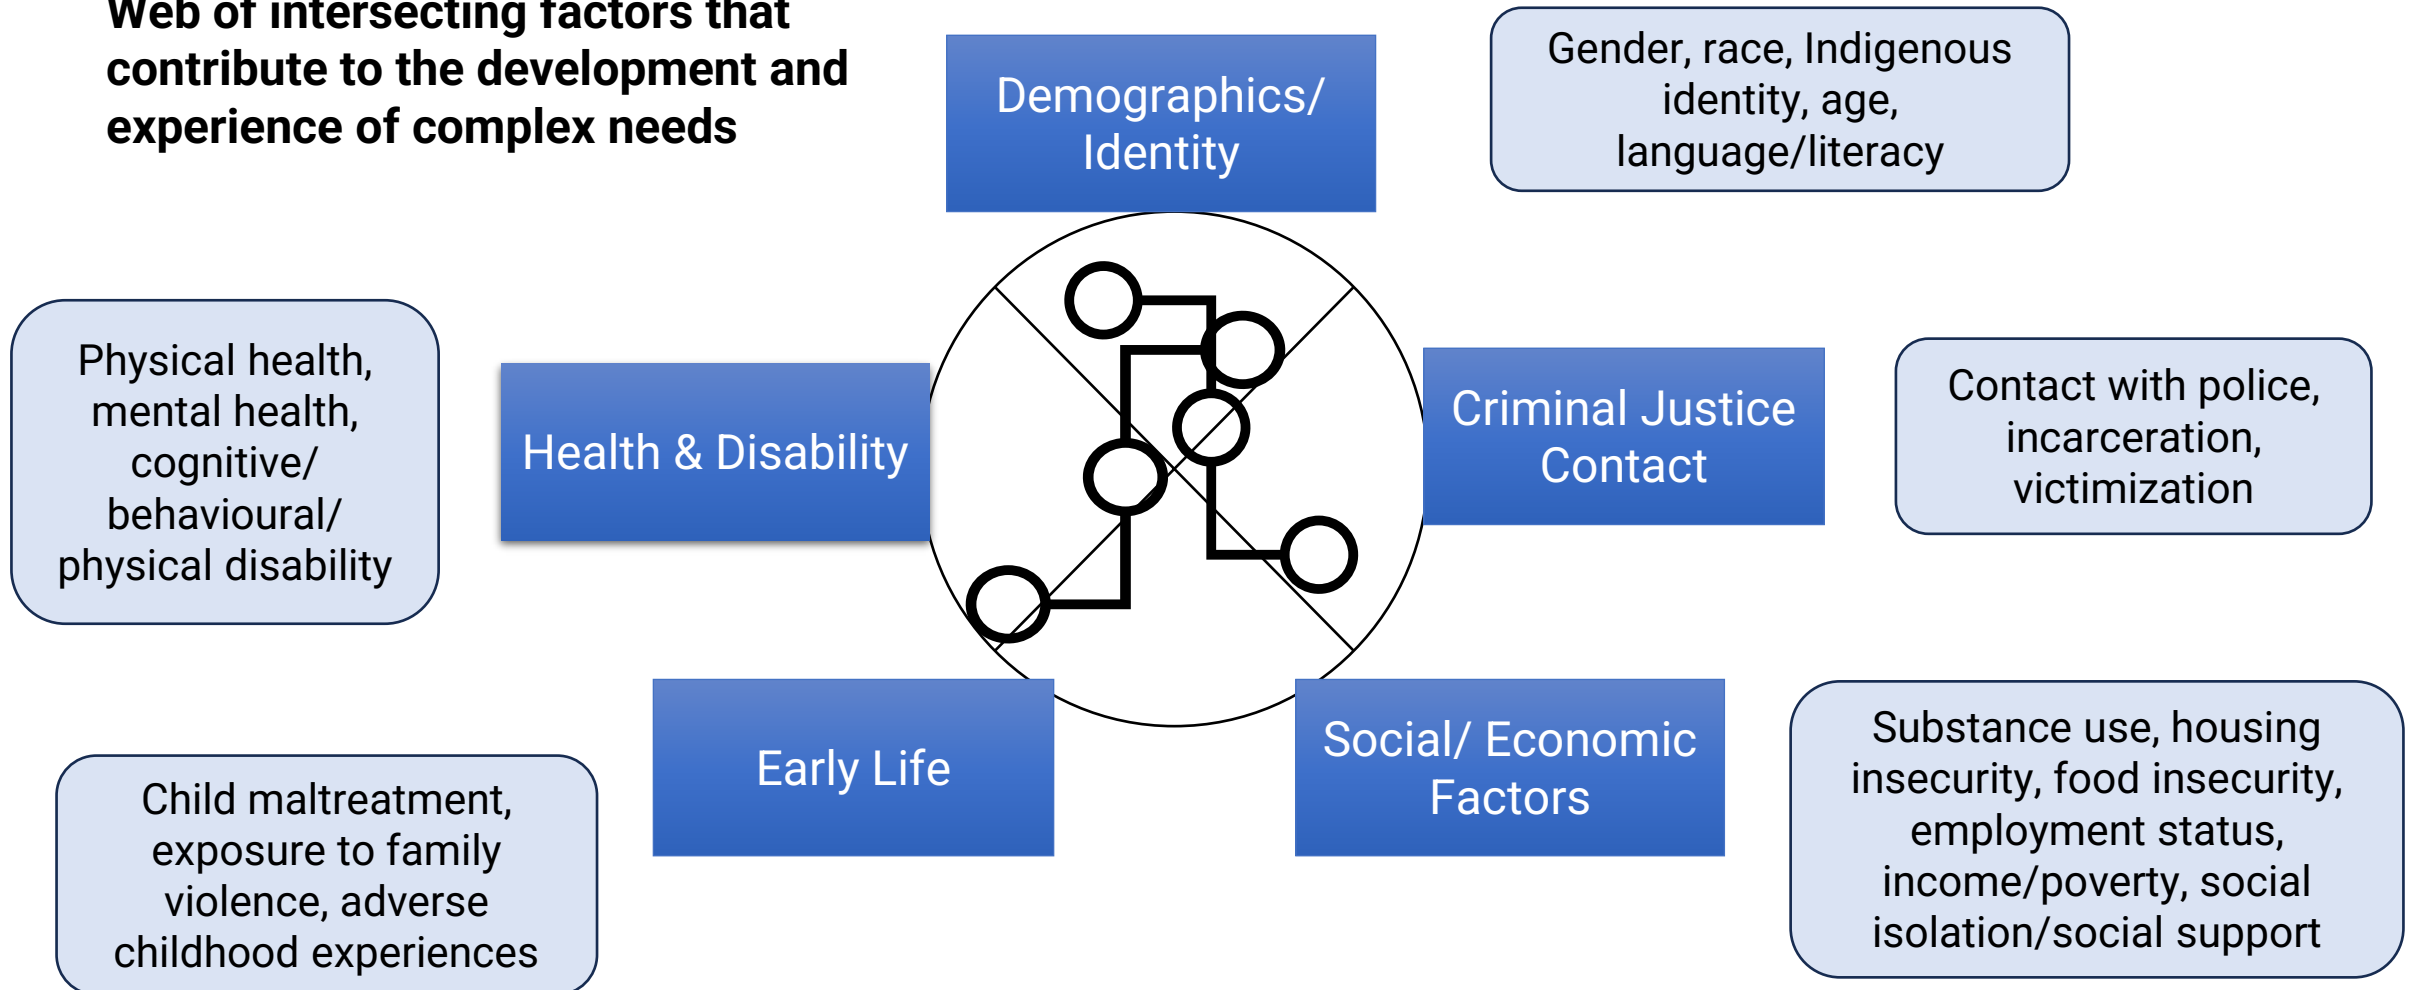 Web of intersecting factors that
contribute to the development and
experience of complex needs
Demographics/
Identity
Gender, race, Indigenous
identity, age,
language/literacy
Physical health,
mental health,
cognitive/
behavioural/
physical disability
Health & Disability
Criminal Justice
Contact
Contact with police,
incarceration,
victimization
Early Life
Child maltreatment,
exposure to family
violence, adverse
childhood experiences
Social/ Economic
Factors
Substance use, housing
insecurity, food insecurity,
employment status,
income/poverty, social
isolation/social support